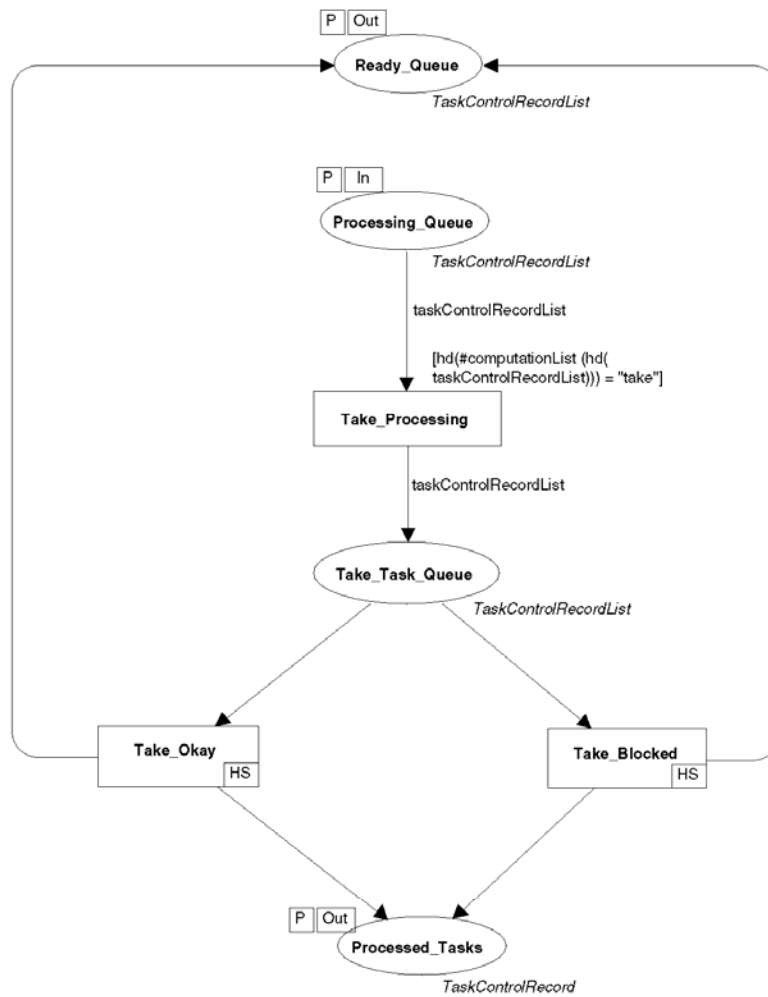 P Out
Ready_Queue
TaskControlRecordList
P In
Processing_Queue
TaskControlRecordList
taskControlRecordList
[hd(#computationList (hd(
taskControlRecordList))) = "take"]
Take_Processing
taskControlRecordList
Take_Task_Queue
TaskControlRecordList
Take_Okay
HS
Take_Blocked
HS
P Out
Processed_Tasks
TaskControlRecord